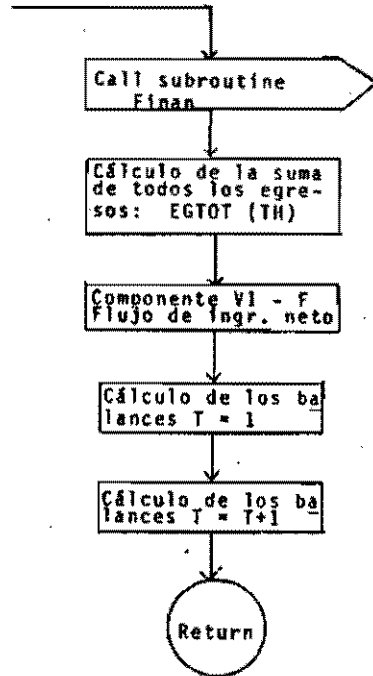 Call subroutine
Finan
Cálculo de la suma
de todos los egre-
sos: EGTOT (TH)
Componente VI - F
Flujo de ingr. neto
Cálculo de los ba
lances T = 1
Cálculo de los ba
lances T = T+1
Return